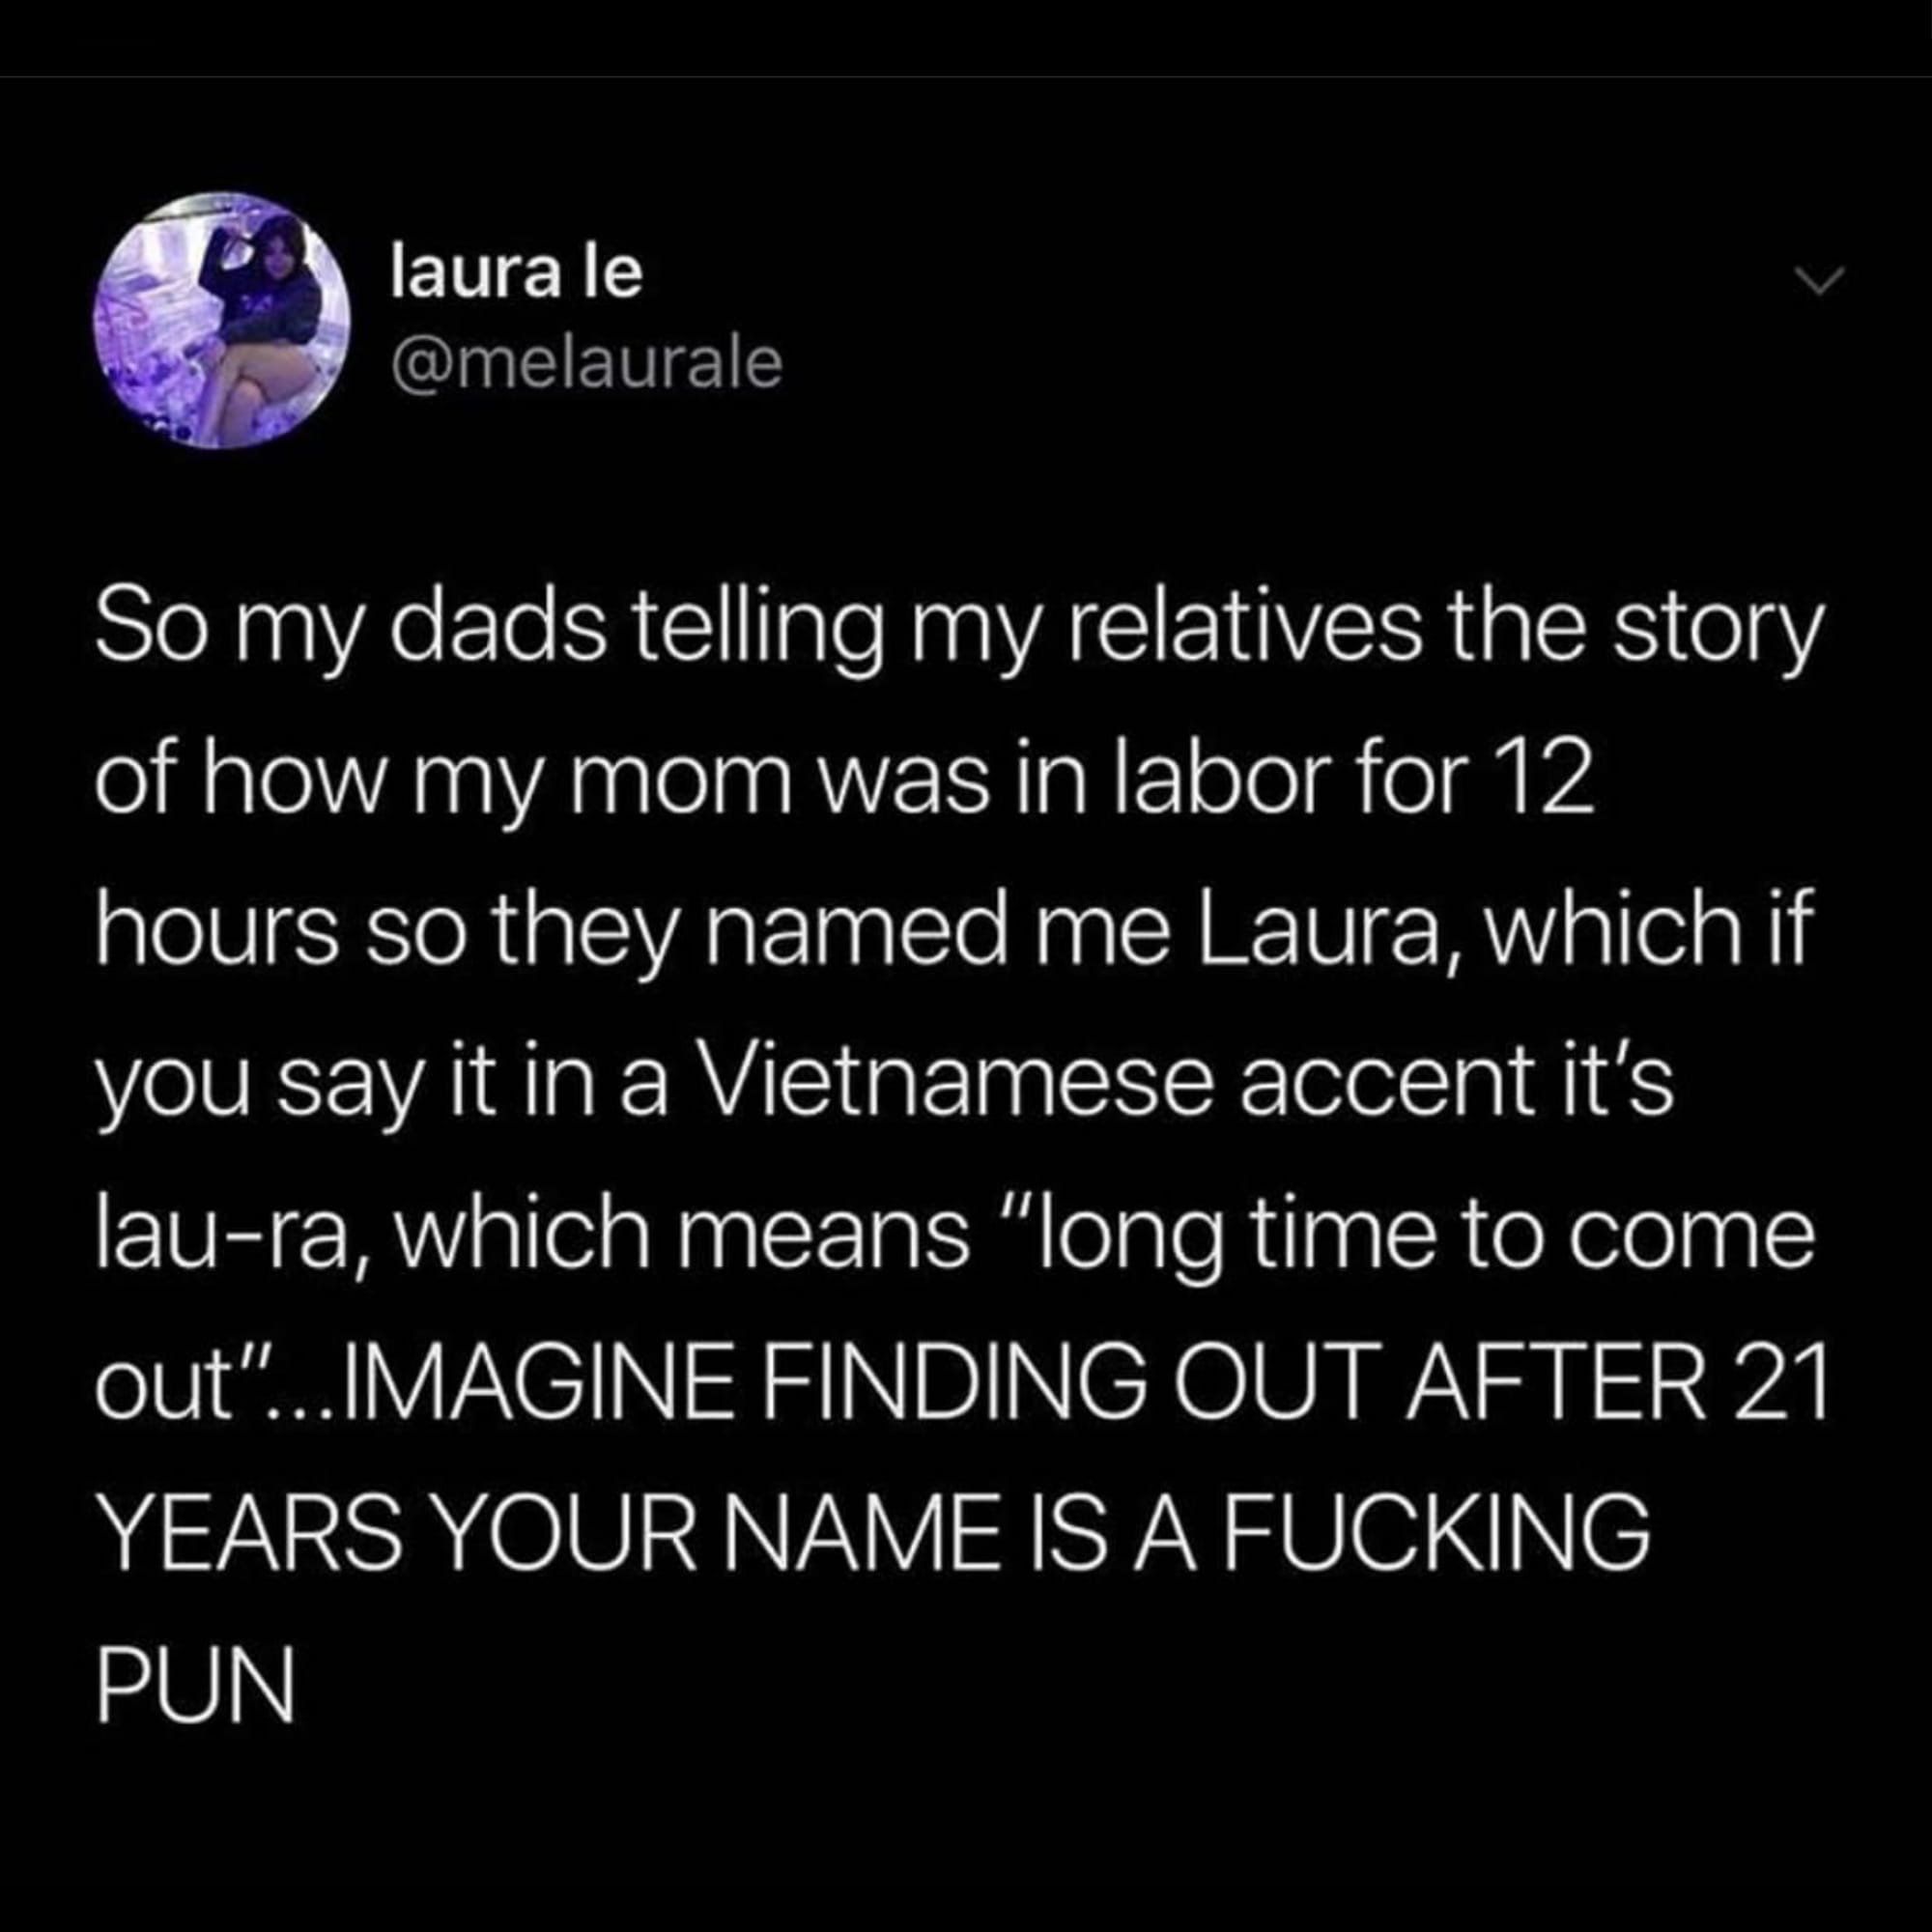 laura le
@melaurale
So my dads telling my relatives the story
of how my mom was in labor for 12
hours so they named me Laura, which if
you say it in a Vietnamese accent it’s
lau-ra, which means “long time to come
out”...IMAGINE FINDING OUT AFTER 21
YEARS YOUR NAME IS A FUCKING
PUN